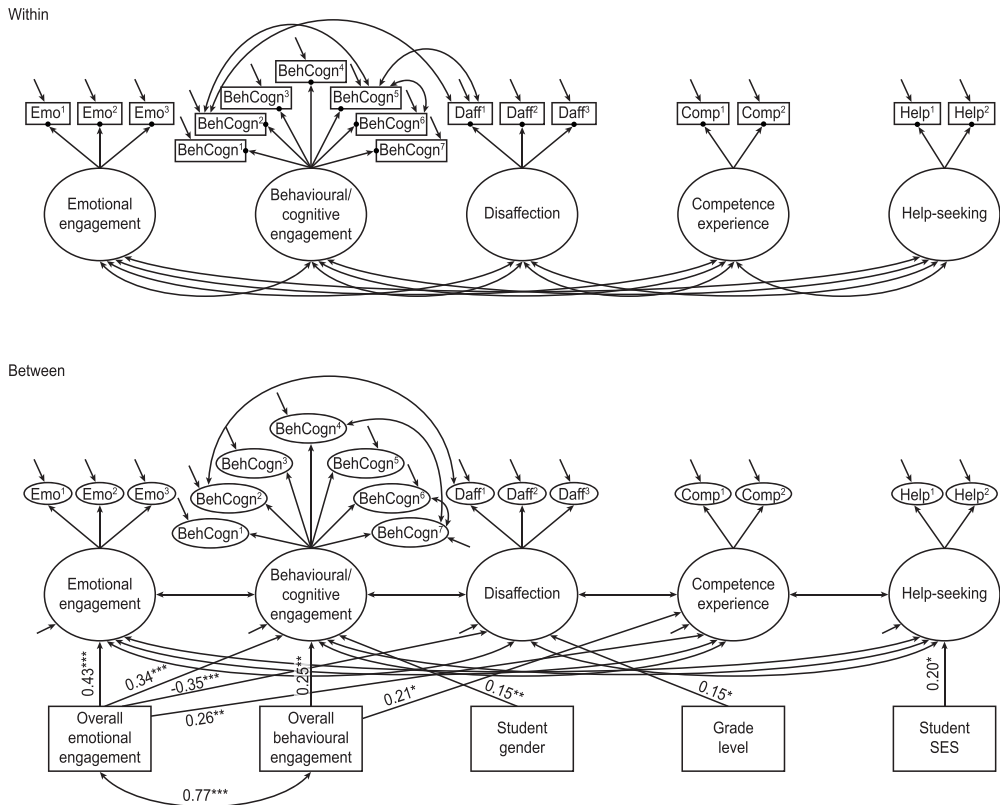 Within
BehCogn⁴
Emo¹ Emo² Emo³ BehCogn³ BehCogn⁵ Daff¹ Daff² Daff³ Comp¹ Comp² Help¹ Help²
BehCogn² BehCogn⁶
BehCogn¹ BehCogn⁷
Emotional
engagement
Behavioural/
cognitive
engagement
Disaffection
Competence
experience
Help-seeking
Between
BehCogn⁴
BehCogn³ BehCogn⁵
Emo¹ Emo² Emo³ BehCogn² BehCogn⁶ Daff¹ Daff² Daff³ Comp¹ Comp² Help¹ Help²
BehCogn¹ BehCogn⁷
Emotional
engagement
Behavioural/
cognitive
engagement
Disaffection
Competence
experience
Help-seeking
0.43***
0.34***
-0.35***
0.26**
0.25**
0.21*
0.15**
0.15*
0.20*
Overall
emotional
engagement
Overall
behavioural
engagement
Student
gender
Grade
level
Student
SES
0.77***